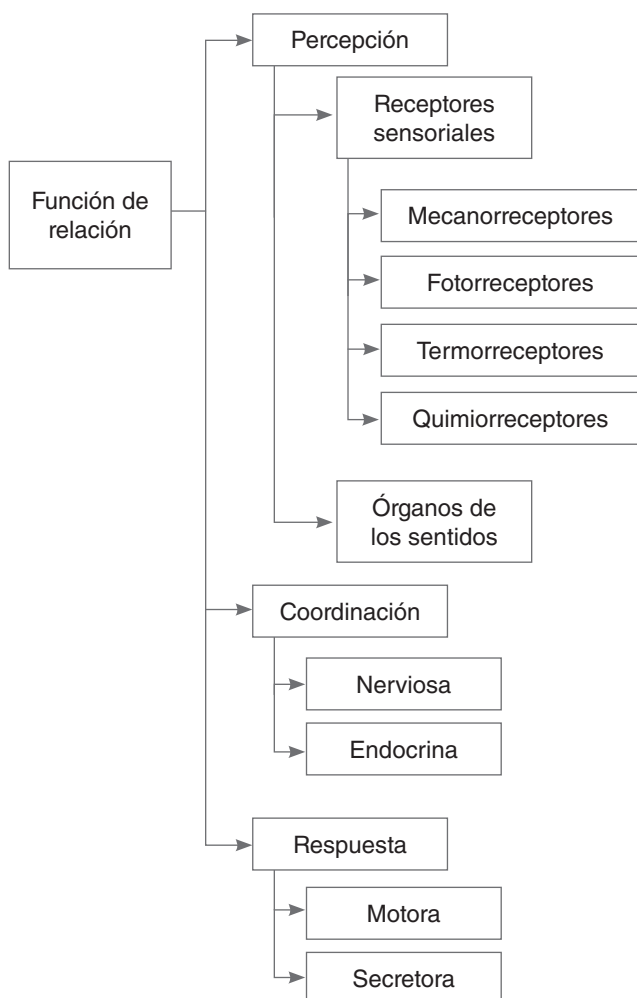 Función de
relación
Percepción
Receptores
sensoriales
Mecanorreceptores
Fotorreceptores
Termorreceptores
Quimiorreceptores
Órganos de
los sentidos
Coordinación
Nerviosa
Endocrina
Respuesta
Motora
Secretora